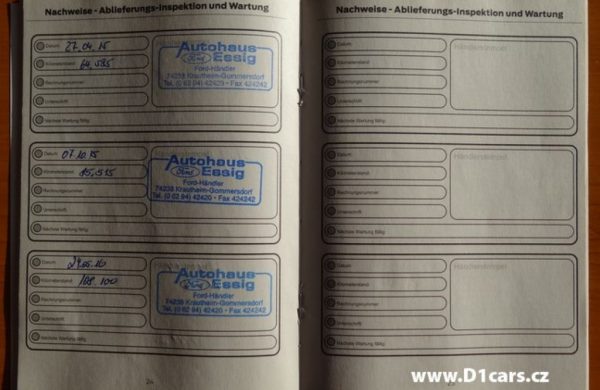 Nachweise - Ablieferungs-Inspektion und Wartung
Datum: 27.04.15
Kilometerstand: 64.585
Rechnungsnummer:
Unterschrift:
Nächste Wartung fällig:
Autohaus
Essig
Ford-Händler
74238 Krautheim-Gommersdorf
Tel. (0 62 94) 42420 • Fax 424242
Datum: 07.10.15
Kilometerstand: 85,515
Rechnungsnummer:
Unterschrift:
Nächste Wartung fällig:
Autohaus
Essig
Ford-Händler
74238 Krautheim-Gommersdorf
Tel. (0 62 94) 42420 • Fax 424242
Datum:
Kilometerstand: 108.100
Rechnungsnummer:
Unterschrift:
Nächste Wartung fällig:
Autohaus
Essig
Ford-Händler
74238 Krautheim-Gommersdorf
Tel. (0 62 94) 42420 • Fax 424242
Nachweise - Ablieferungs-Inspektion und Wartung
Datum:
Kilometerstand:
Rechnungsnummer:
Unterschrift:
Nächste Wartung fällig:
Händlerstempel
Datum:
Kilometerstand:
Rechnungsnummer:
Unterschrift:
Nächste Wartung fällig:
Händlerstempel
Datum:
Kilometerstand:
Rechnungsnummer:
Unterschrift:
Nächste Wartung fällig:
Händlerstempel
www.D1cars.cz